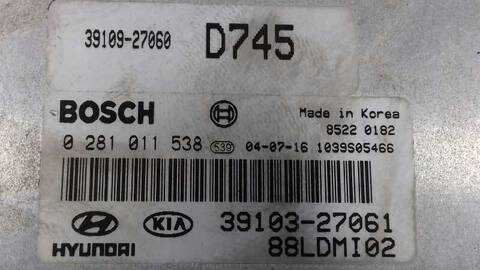 39109-27060 D745
BOSCH Made in Korea
8522 0182
0 281 011 538 539 04-07-16 1039S05466
HYUNDAI KIA 39103-27061
88LDMI02